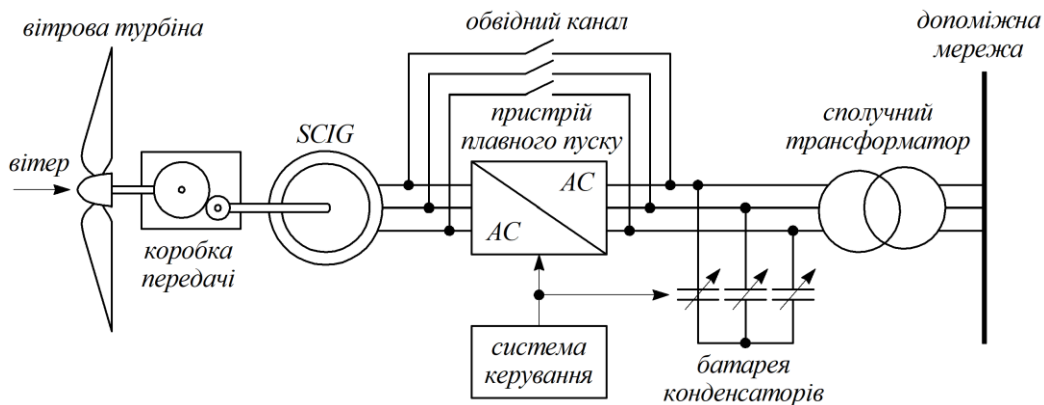 вітрова турбіна
обвідний канал
допоміжна
мережа
SCIG
пристрій
плавного пуску
сполучний
трансформатор
вітер
AC
AC
коробка
передачі
система
керування
батарея
конденсаторів